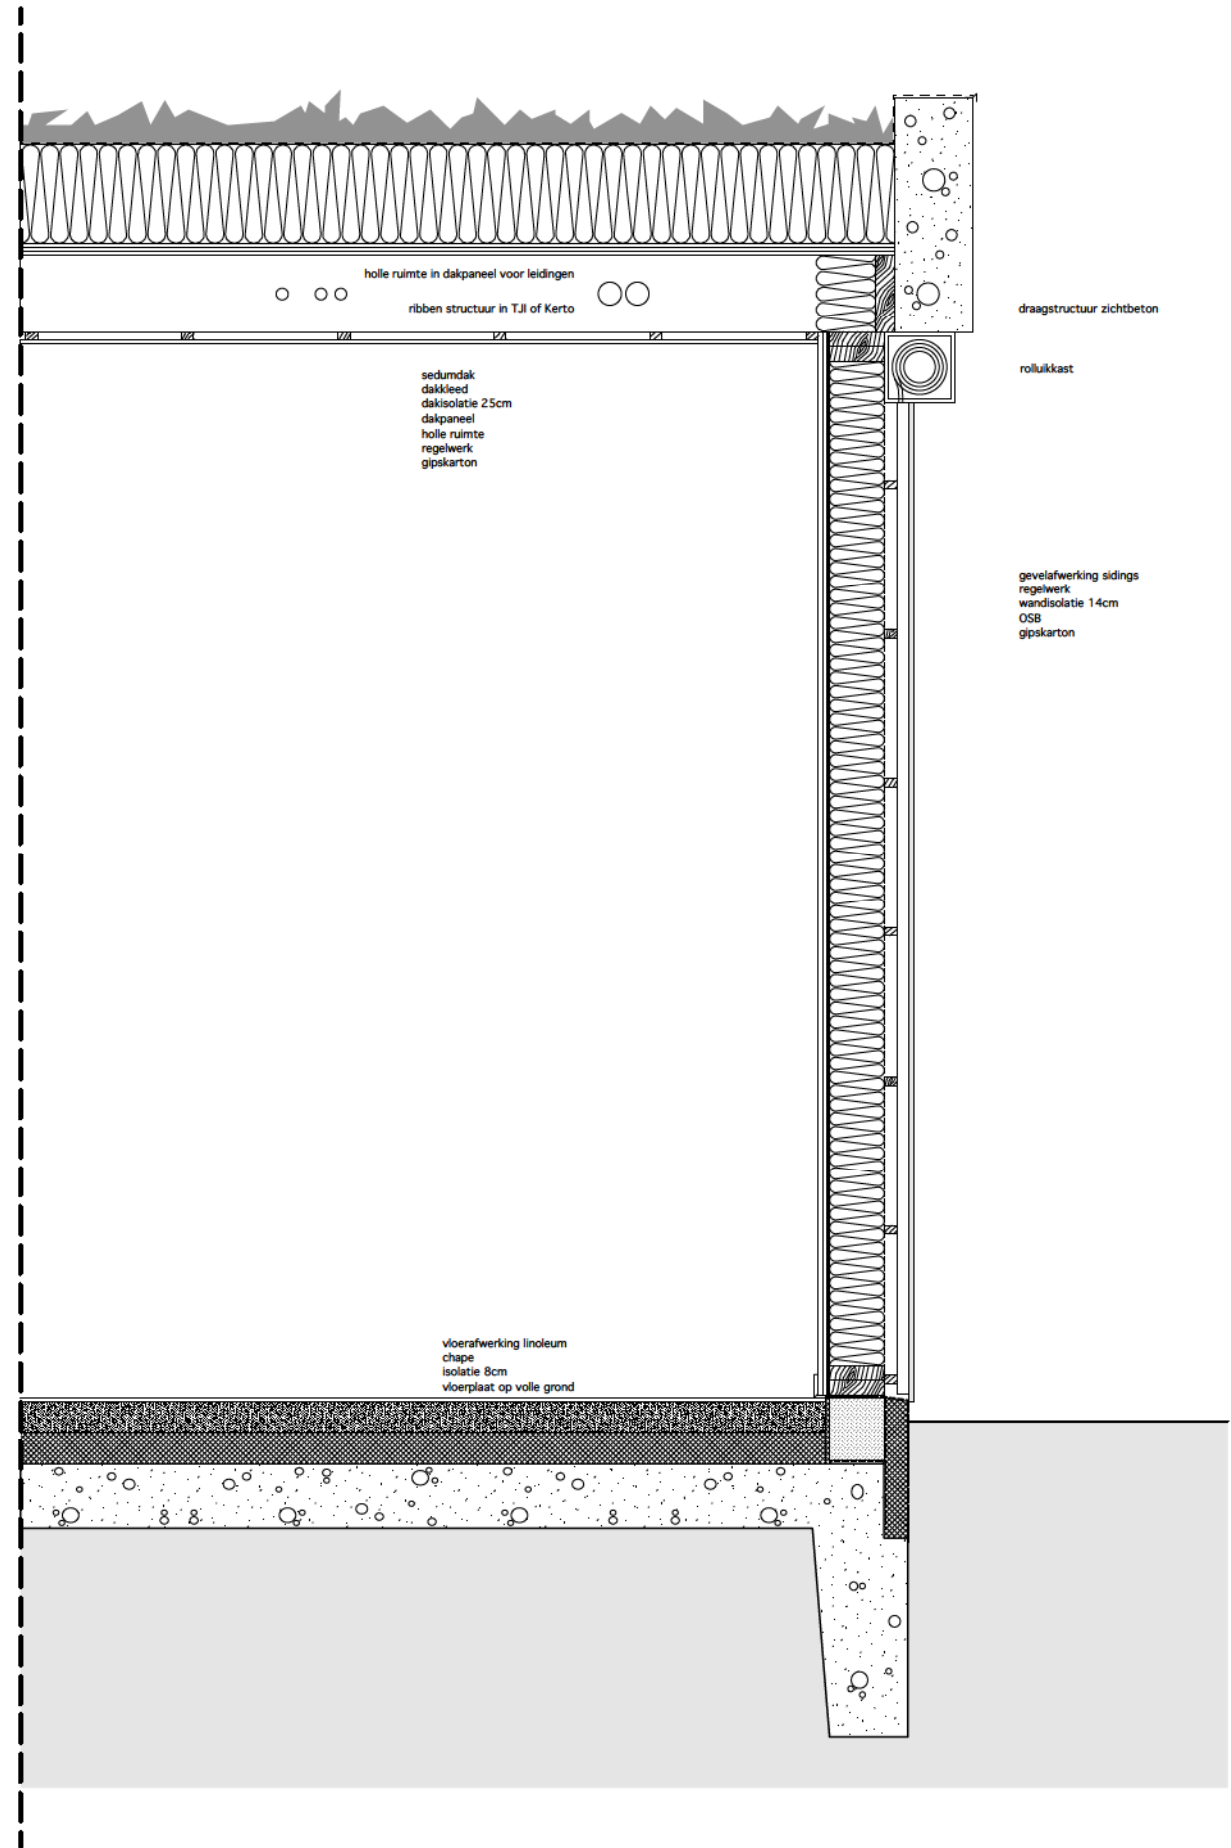 holle ruimte in dakpaneel voor leidingen
ribben structuur in TJI of Kerto
draagstructuur zichtbeton
rolluikkast
sedumdak
dakkleed
dakisolatie 25cm
dakpaneel
holle ruimte
regelwerk
gipskarton
gevelafwerking sidings
regelwerk
wandisolatie 14cm
OSB
gipskarton
vloerafwerking linoleum
chape
isolatie 8cm
vloerplaat op volle grond